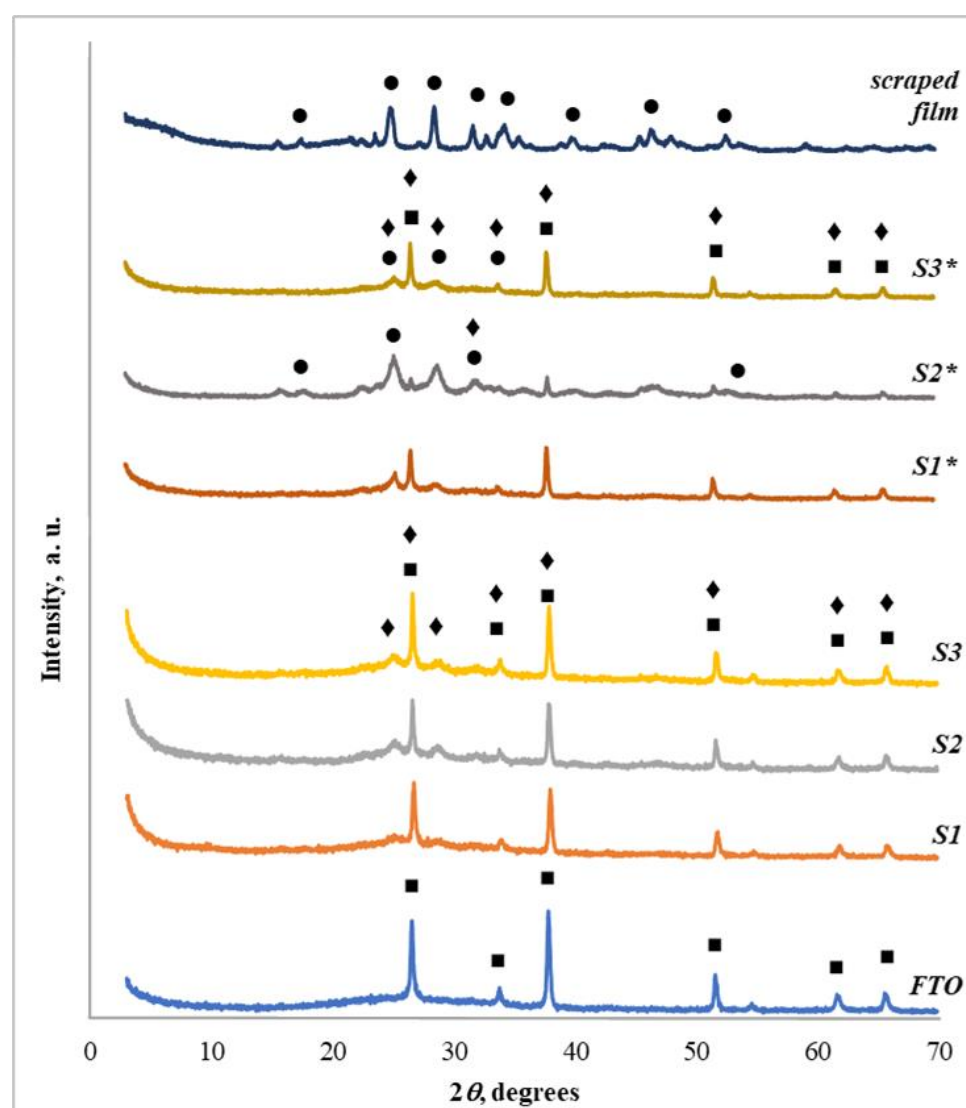 scraped
film
S3*
S2*
S1*
Intensity, a. u.
S3
S2
S1
FTO
0 10 20 30 40 50 60 70
2θ, degrees